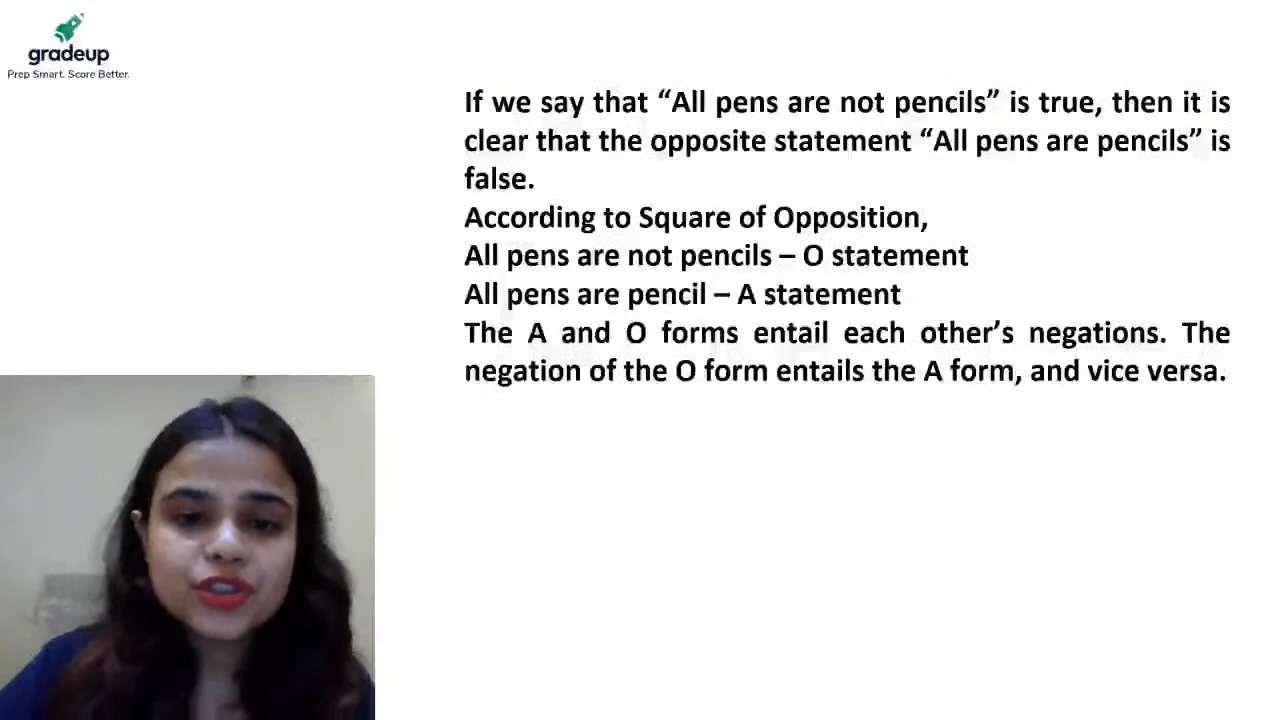 gradeup
Prep Smart. Score Better.
If we say that “All pens are not pencils” is true, then it is
clear that the opposite statement “All pens are pencils” is
false.
According to Square of Opposition,
All pens are not pencils – O statement
All pens are pencil – A statement
The A and O forms entail each other’s negations. The
negation of the O form entails the A form, and vice versa.